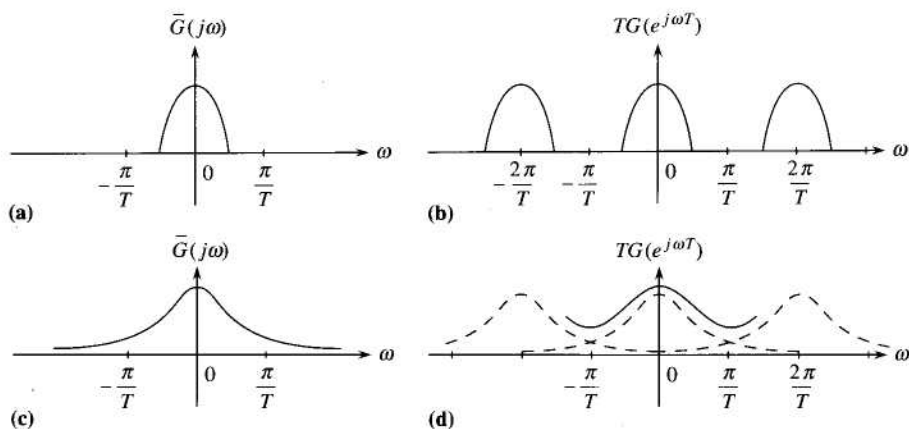 Ḡ(jω)
TG(e^{jωT})
ω
ω
−π/T
0
π/T
−2π/T
−π/T
0
π/T
2π/T
(a)
(b)
Ḡ(jω)
TG(e^{jωT})
ω
ω
−π/T
0
π/T
−π/T
0
π/T
2π/T
(c)
(d)